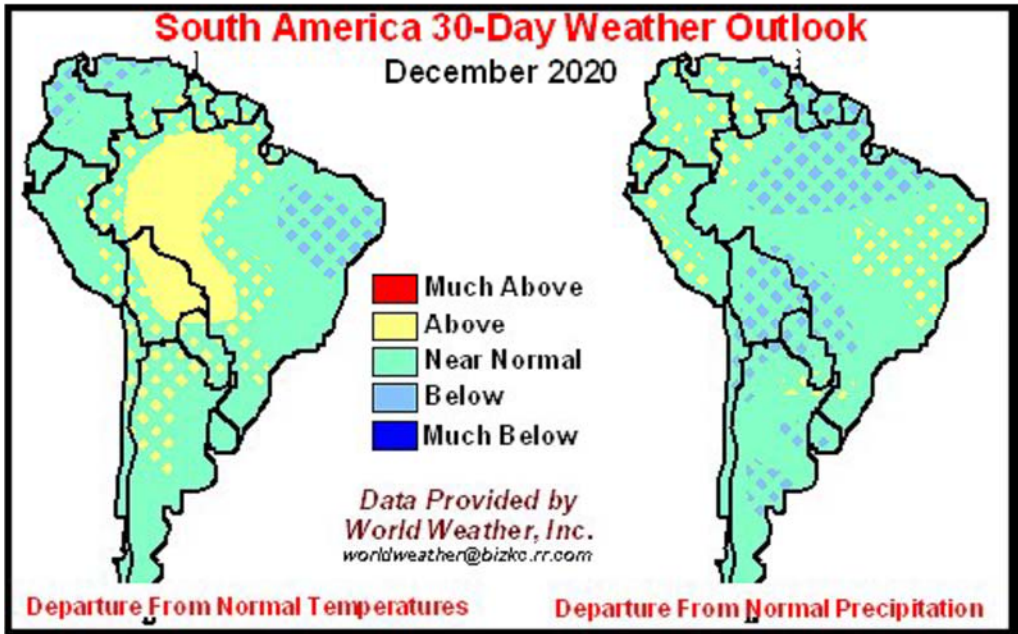 South America 30-Day Weather Outlook
December 2020
Much Above
Above
Near Normal
Below
Much Below
Data Provided by
World Weather, Inc.
worldweather@bizkc.rr.com
Departure From Normal Temperatures
Departure From Normal Precipitation